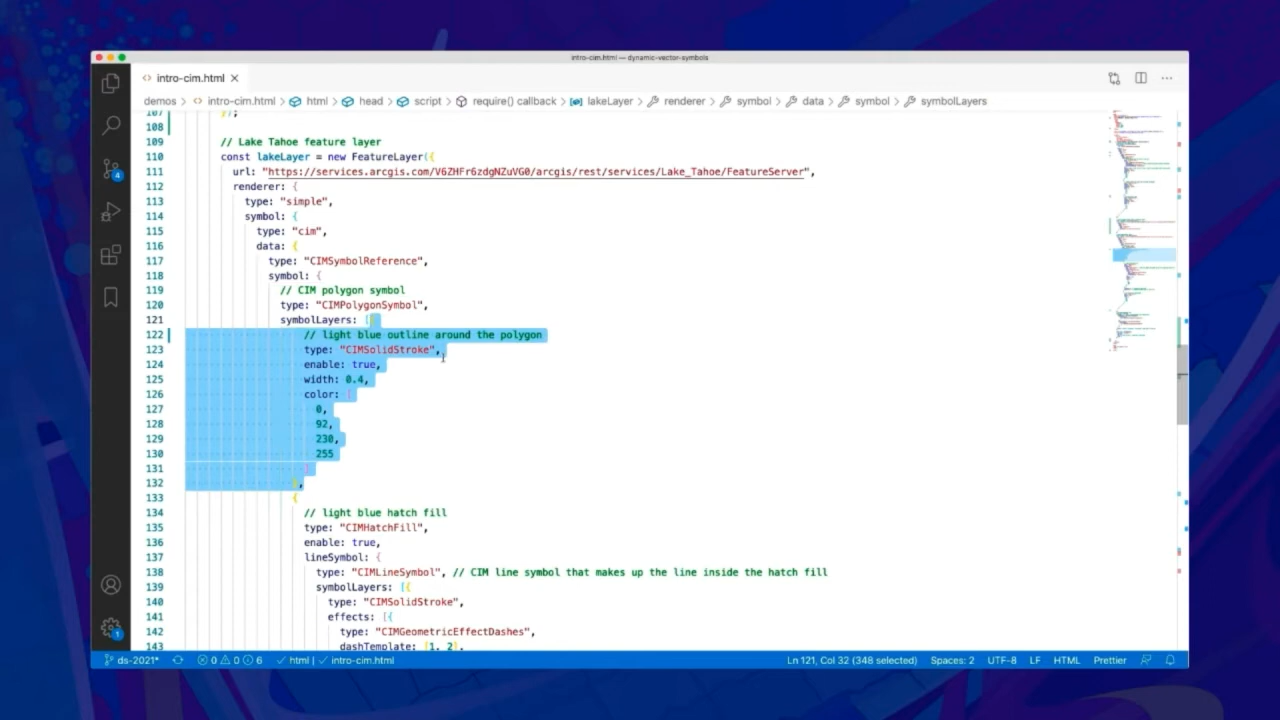 intro-cim.html — dynamic-vector-symbols
intro-cim.html
demos > intro-cim.html > html > head > script > require() callback > lakeLayer > renderer > symbol > data > symbol > symbolLayers
107 });
108
109 // Lake Tahoe feature layer
110 const lakeLayer = new FeatureLayer({
111 url: "https://services.arcgis.com/V6ZHFr6zdgNZuVG0/arcgis/rest/services/Lake_Tahoe/FeatureServer",
112 renderer: {
113 type: "simple",
114 symbol: {
115 type: "cim",
116 data: {
117 type: "CIMSymbolReference",
118 symbol: {
119 // CIM polygon symbol
120 type: "CIMPolygonSymbol",
121 symbolLayers: [{
122 // light blue outline around the polygon
123 type: "CIMSolidStroke",
124 enable: true,
125 width: 0.4,
126 color: [
127 0,
128 92,
129 230,
130 255
131 ]
132 },
133 {
134 // light blue hatch fill
135 type: "CIMHatchFill",
136 enable: true,
137 lineSymbol: {
138 type: "CIMLineSymbol", // CIM line symbol that makes up the line inside the hatch fill
139 symbolLayers: [{
140 type: "CIMSolidStroke",
141 effects: [{
142 type: "CIMGeometricEffectDashes",
143 dashTemplate: [1, 2],
4
1
ds-2021* 0 0 6 html intro-cim.html Ln 121, Col 32 (348 selected) Spaces: 2 UTF-8 LF HTML Prettier